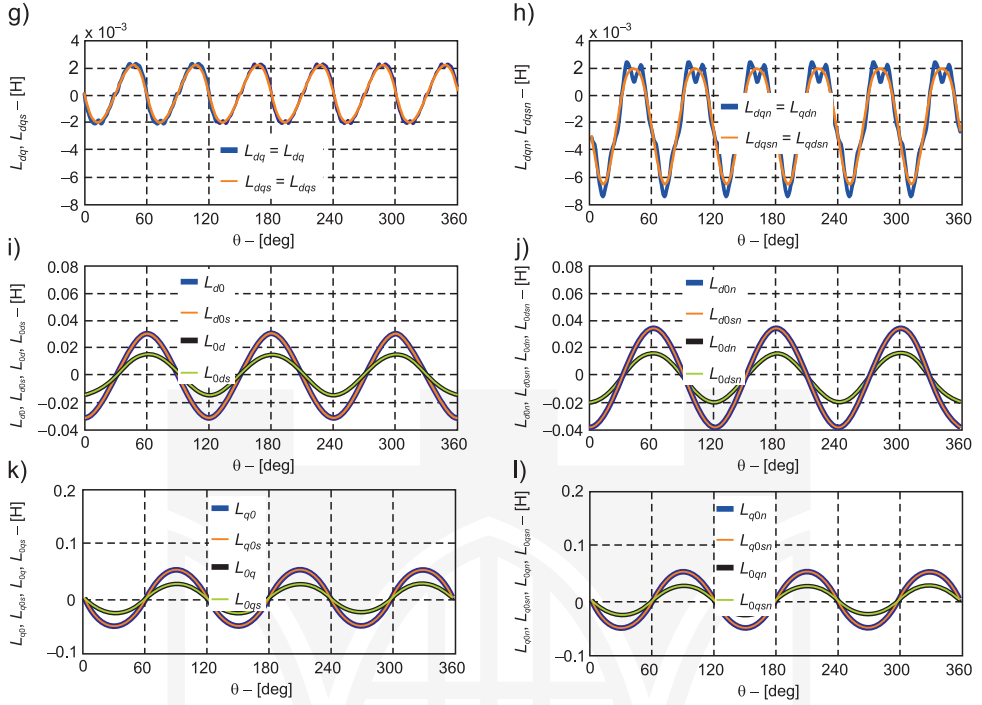 g)
× 10⁻³
4
2
0
−2
−4
−6
−8
L_dq, L_dqs − [H]
L_dq = L_dq
L_dqs = L_dqs
0 60 120 180 240 300 360
θ − [deg]
h)
× 10⁻³
4
2
0
−2
−4
−6
−8
L_dqn, L_dqsn − [H]
L_dqn = L_qdn
L_dqsn = L_qdsn
0 60 120 180 240 300 360
θ − [deg]
i)
0.08
0.06
0.04
0.02
0
−0.02
−0.04
L_d0, L_d0s, L_0d, L_0ds − [H]
L_d0
L_d0s
L_0d
L_0ds
0 60 120 180 240 300 360
θ − [deg]
j)
0.08
0.06
0.04
0.02
0
−0.02
−0.04
L_d0n, L_d0sn, L_0dn, L_0dsn − [H]
L_d0n
L_d0sn
L_0dn
L_0dsn
0 60 120 180 240 300 360
θ − [deg]
k)
0.2
0.1
0
−0.1
L_q0, L_q0s, L_0q, L_0qs − [H]
L_q0
L_q0s
L_0q
L_0qs
0 60 120 180 240 300 360
θ − [deg]
l)
0.2
0.1
0
−0.1
L_q0n, L_q0sn, L_0qn, L_0qsn − [H]
L_q0n
L_q0sn
L_0qn
L_0qsn
0 60 120 180 240 300 360
θ − [deg]